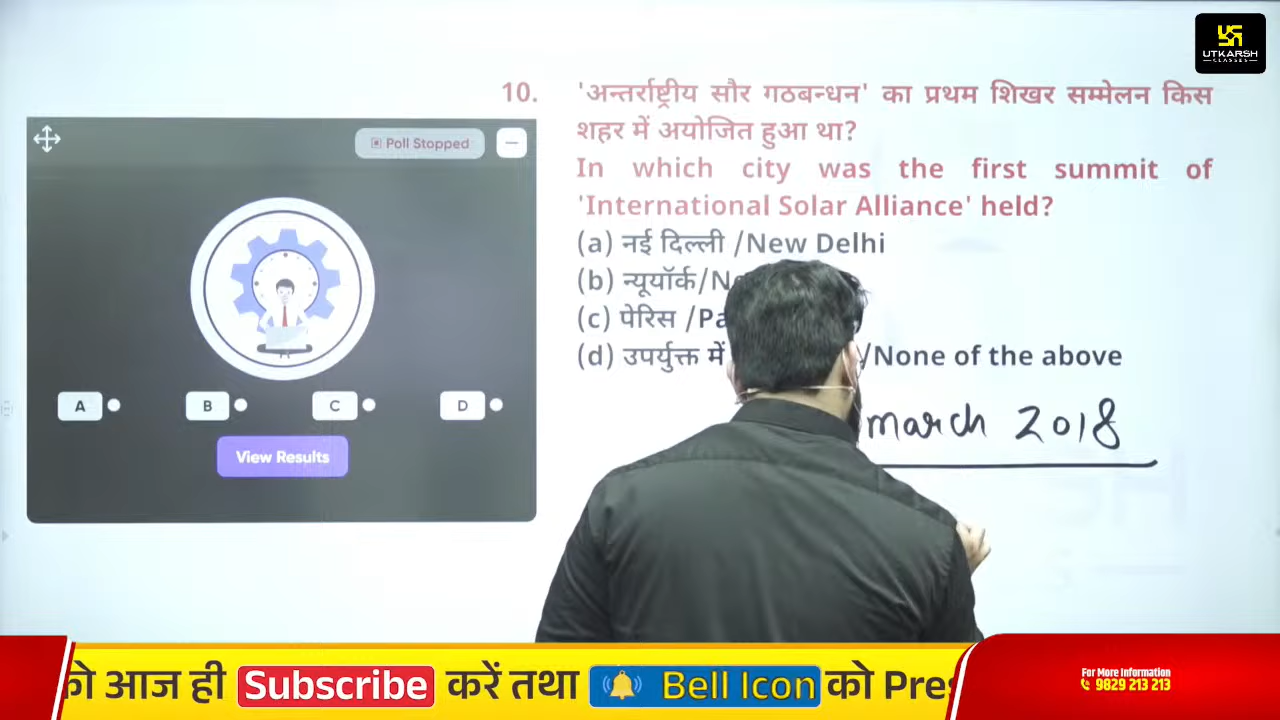 UTKARSH
CLASSES
10. 'अन्तर्राष्ट्रीय सौर गठबन्धन' का प्रथम शिखर सम्मेलन किस
शहर में अयोजित हुआ था?
In which city was the first summit of
'International Solar Alliance' held?
(a) नई दिल्ली /New Delhi
(b) न्यूयॉर्क/
(c) पेरिस /
(d) उपर्युक्त में /None of the above
march 2018
Poll Stopped
A B C D
View Results
को आज ही Subscribe करें तथा Bell Icon को
For More Information
9829 213 213